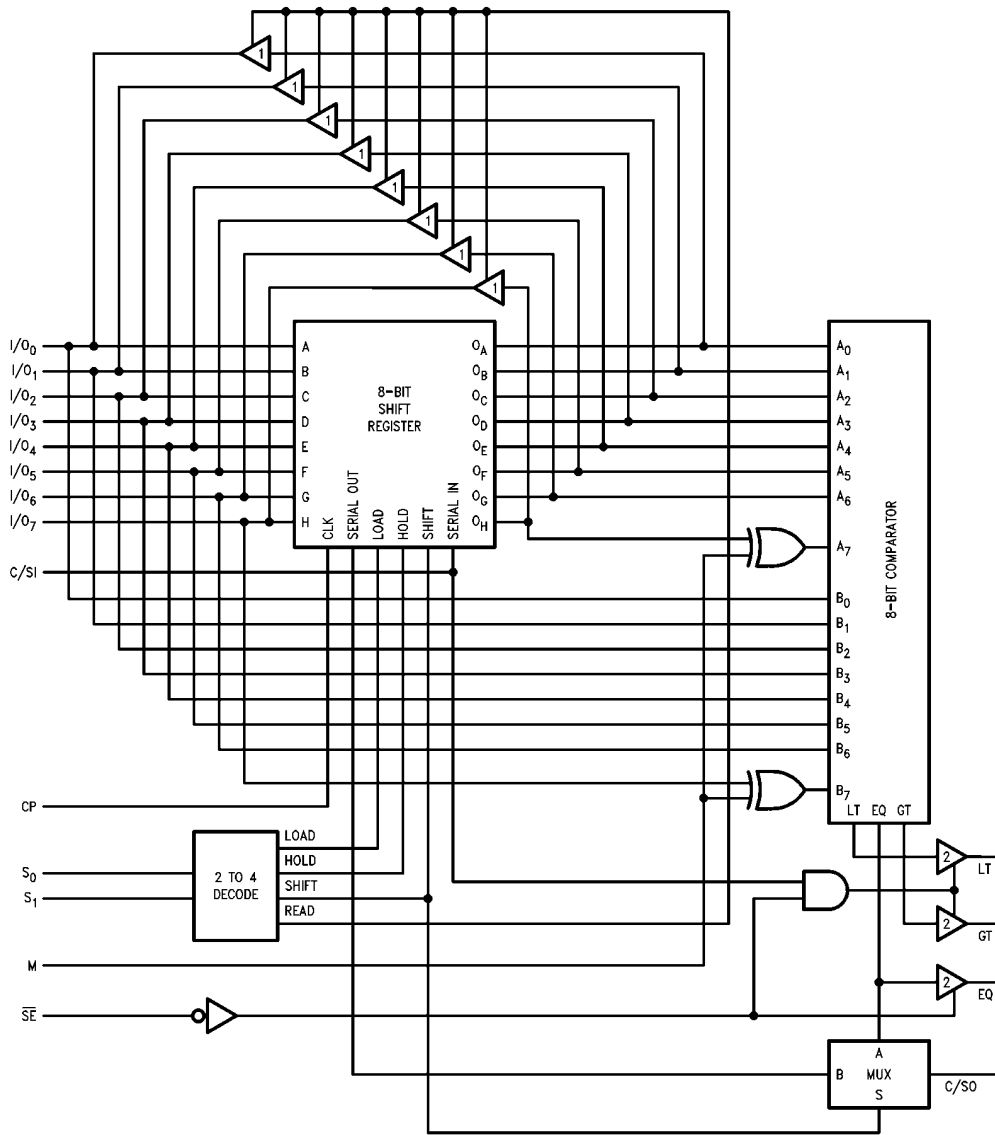 1
1
1
1
1
1
1
1
I/O0
I/O1
I/O2
I/O3
I/O4
I/O5
I/O6
I/O7
A
B
C
D
E
F
G
H
8-BIT
SHIFT
REGISTER
CLK
SERIAL OUT
LOAD
HOLD
SHIFT
SERIAL IN
OA
OB
OC
OD
OE
OF
OG
OH
A0
A1
A2
A3
A4
A5
A6
A7
B0
B1
B2
B3
B4
B5
B6
B7
8-BIT COMPARATOR
LT EQ GT
C/SI
CP
S0
S1
2 TO 4
DECODE
LOAD
HOLD
SHIFT
READ
M
S̅E̅
2
LT
2
GT
2
EQ
A
B MUX
S
C/SO